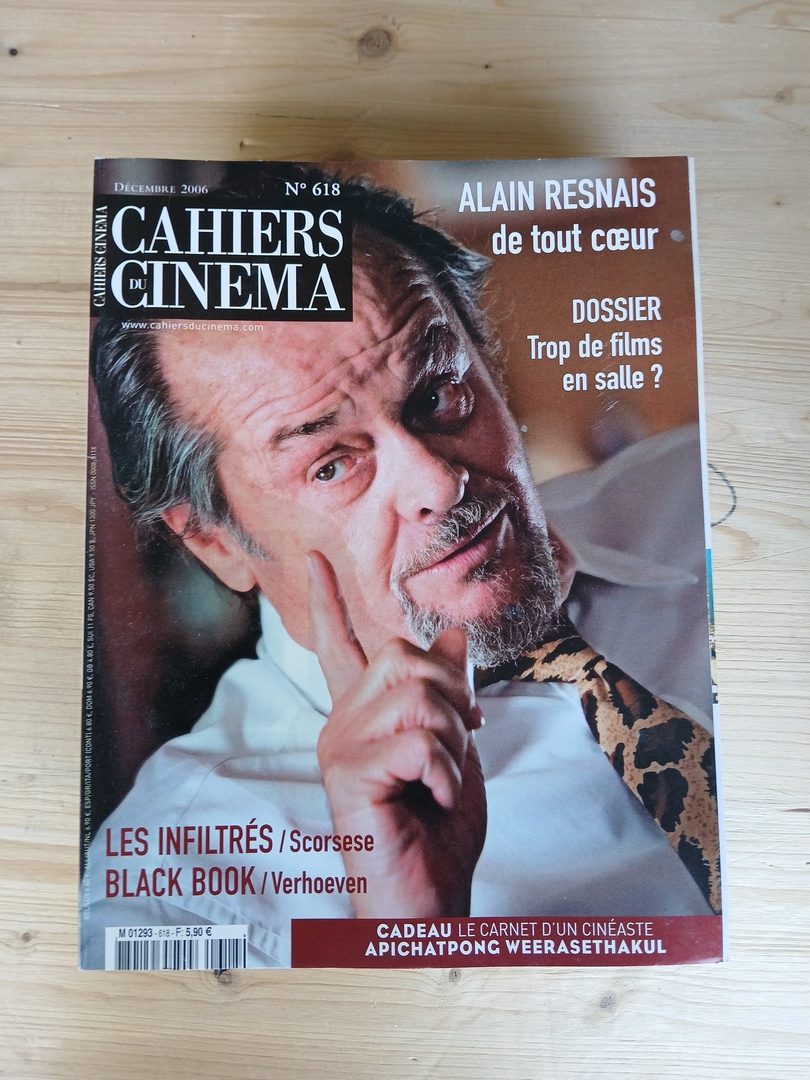 DÉCEMBRE 2006
N° 618
CAHIERS CINEMA
CAHIERS
DU
CINEMA
www.cahiersducinema.com
ALAIN RESNAIS
de tout cœur
DOSSIER
Trop de films
en salle ?
LES INFILTRÉS / Scorsese
BLACK BOOK / Verhoeven
M 01293 - 618 - F: 5,90 €
CADEAU LE CARNET D'UN CINÉASTE
APICHATPONG WEERASETHAKUL